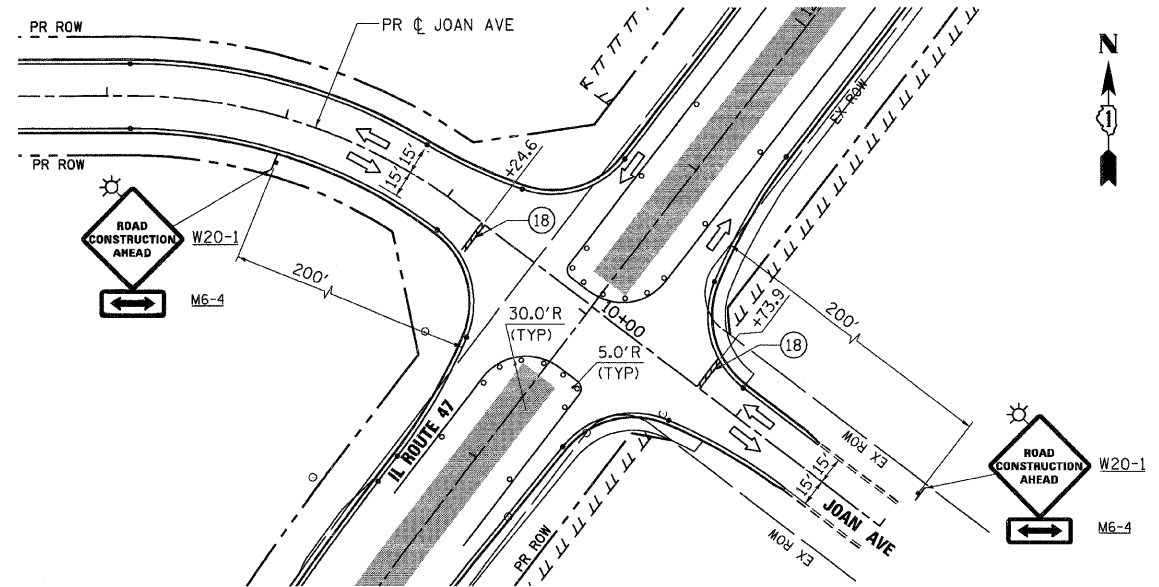 PR ROW
PR ℄ JOAN AVE
N
1
EX ROW
PR ROW
15'
15'
+24.6
18
ROAD
CONSTRUCTION
AHEAD
W20-1
M6-4
200'
30.0'R
(TYP)
10+00
5.0'R
(TYP)
+73.9
18
200'
IL ROUTE 47
EX ROW
15'
15'
JOAN AVE
ROAD
CONSTRUCTION
AHEAD
W20-1
M6-4
PR ROW
EX ROW